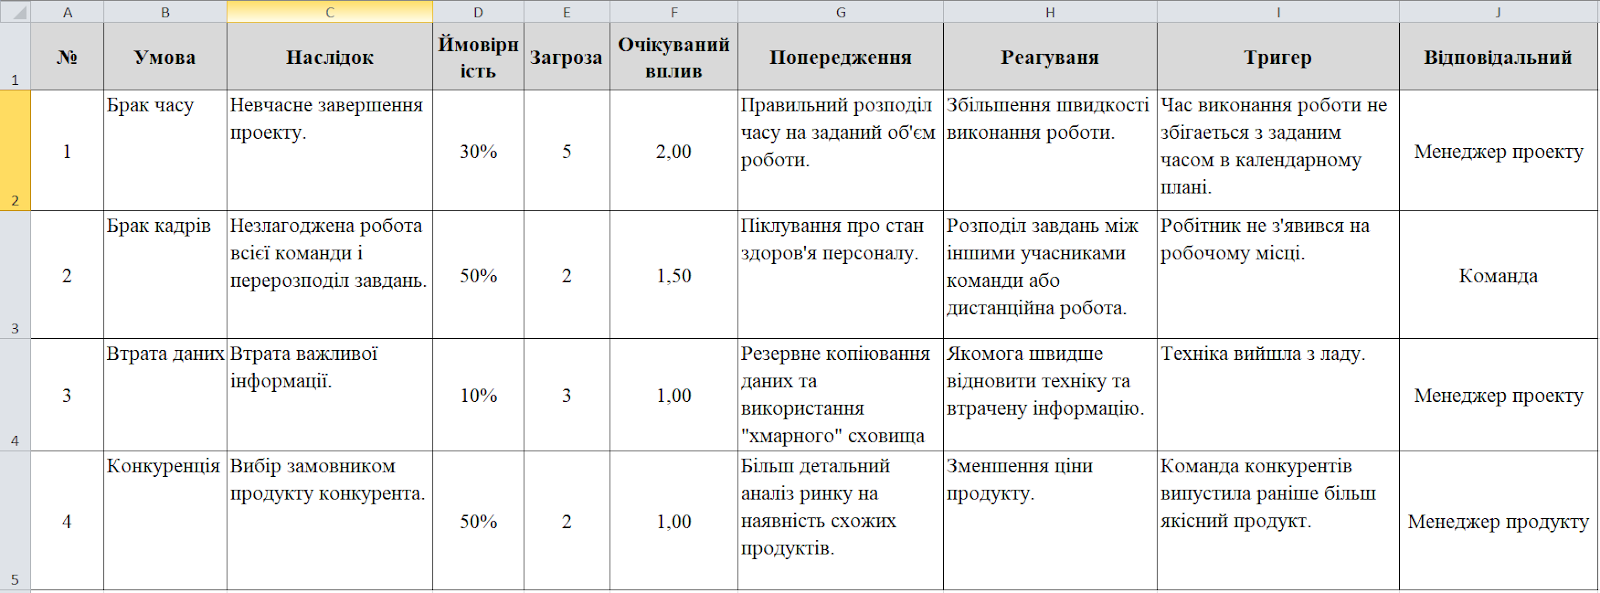 A B C D E F G H I J
1 № Умова Наслідок Ймовірн ість Загроза Очікуваний вплив Попередження Реагуваня Тригер Відповідальний
2
1
Брак часу
Невчасне завершення
проекту.
30%
5
2,00
Правильний розподіл
часу на заданий об'єм
роботи.
Збільшення швидкості
виконання роботи.
Час виконання роботи не
збігаеться з заданим
часом в календарному
плані.
Менеджер проекту
3
2
Брак кадрів
Незлагоджена робота
всієї команди і
перерозподіл завдань.
50%
2
1,50
Піклування про стан
здоров'я персоналу.
Розподіл завдань між
іншими учасниками
команди або
дистанційна робота.
Робітник не з'явився на
робочому місці.
Команда
4
3
Втрата даних
Втрата важливої
інформації.
10%
3
1,00
Резервне копіювання
даних та
використання
"хмарного" сховища
Якомога швидше
відновити техніку та
втрачену інформацію.
Техніка вийшла з ладу.
Менеджер проекту
5
4
Конкуренція
Вибір замовником
продукту конкурента.
50%
2
1,00
Більш детальний
аналіз ринку на
наявність схожих
продуктів.
Зменшення ціни
продукту.
Команда конкурентів
випустила раніше більш
якісний продукт.
Менеджер продукту